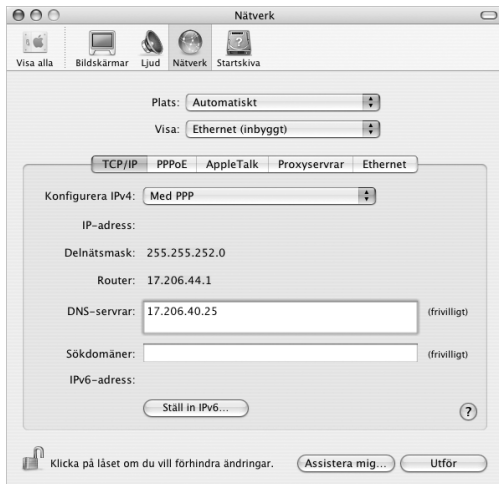 Nätverk
Visa alla Bildskärmar Ljud Nätverk Startskiva
Plats: Automatiskt
Visa: Ethernet (inbyggt)
TCP/IP PPPoE AppleTalk Proxyservrar Ethernet
Konfigurera IPv4: Med PPP
IP-adress:
Delnätsmask: 255.255.252.0
Router: 17.206.44.1
DNS-servrar: 17.206.40.25 (frivilligt)
Sökdomäner: (frivilligt)
IPv6-adress:
Ställ in IPv6...
?
Klicka på låset om du vill förhindra ändringar. Assistera mig... Utför